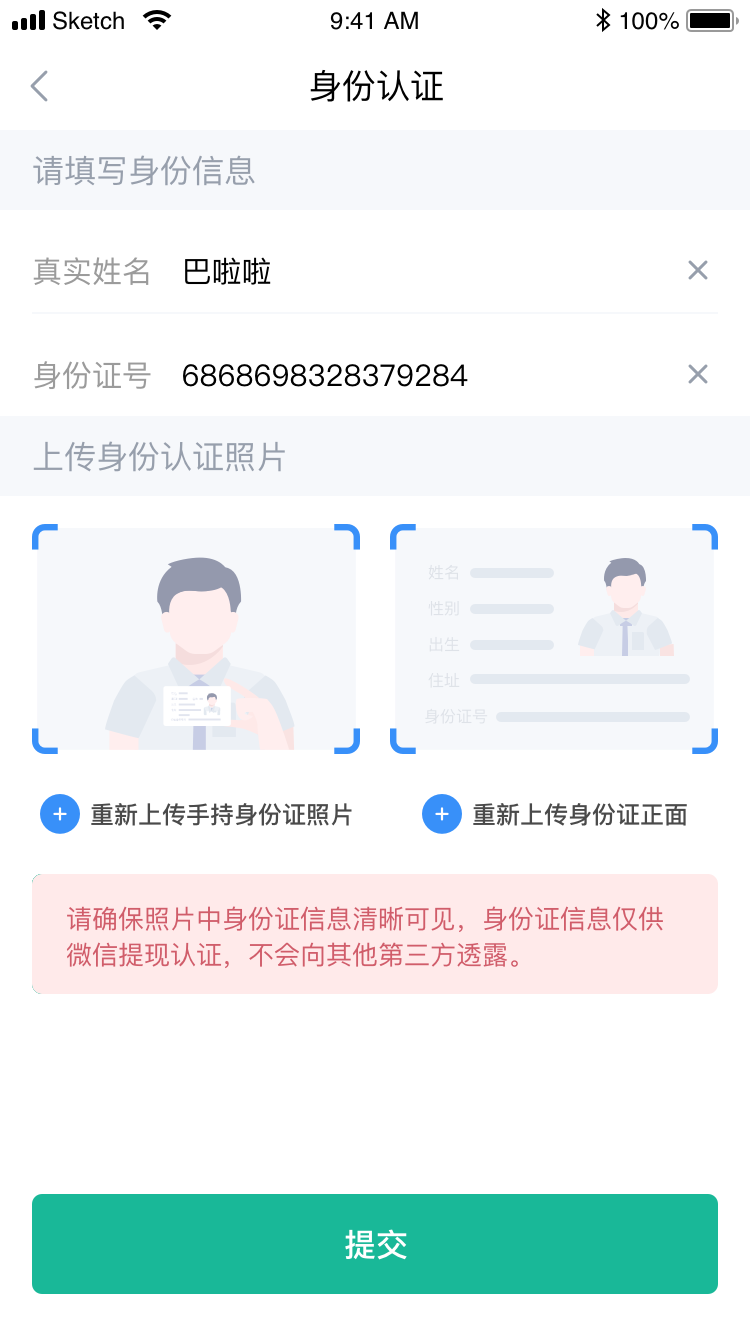 Sketch 9:41 AM 100%
身份认证
请填写身份信息
真实姓名 巴啦啦
身份证号 6868698328379284
上传身份认证照片
姓名
性别
出生
住址
身份证号
重新上传手持身份证照片
重新上传身份证正面
请确保照片中身份证信息清晰可见，身份证信息仅供
微信提现认证，不会向其他第三方透露。
提交